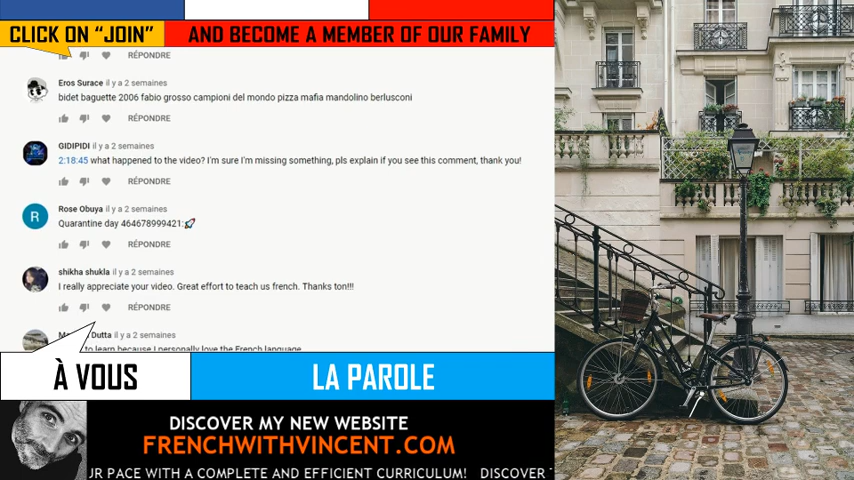 CLICK ON "JOIN" AND BECOME A MEMBER OF OUR FAMILY
RÉPONDRE
Eros Surace il y a 2 semaines
bidet baguette 2006 fabio grosso campioni del mondo pizza mafia mandolino berlusconi
RÉPONDRE
GIDIPIDI il y a 2 semaines
2:18:45 what happened to the video? I'm sure I'm missing something, pls explain if you see this comment, thank you!
RÉPONDRE
R
Rose Obuya il y a 2 semaines
Quarantine day 464678999421:🚀
RÉPONDRE
shikha shukla il y a 2 semaines
I really appreciate your video. Great effort to teach us french. Thanks ton!!!
RÉPONDRE
Dutta il y a 2 semaines
to learn because I personally love the French language
À VOUS LA PAROLE
DISCOVER MY NEW WEBSITE
FRENCHWITHVINCENT.COM
UR PACE WITH A COMPLETE AND EFFICIENT CURRICULUM! DISCOVER